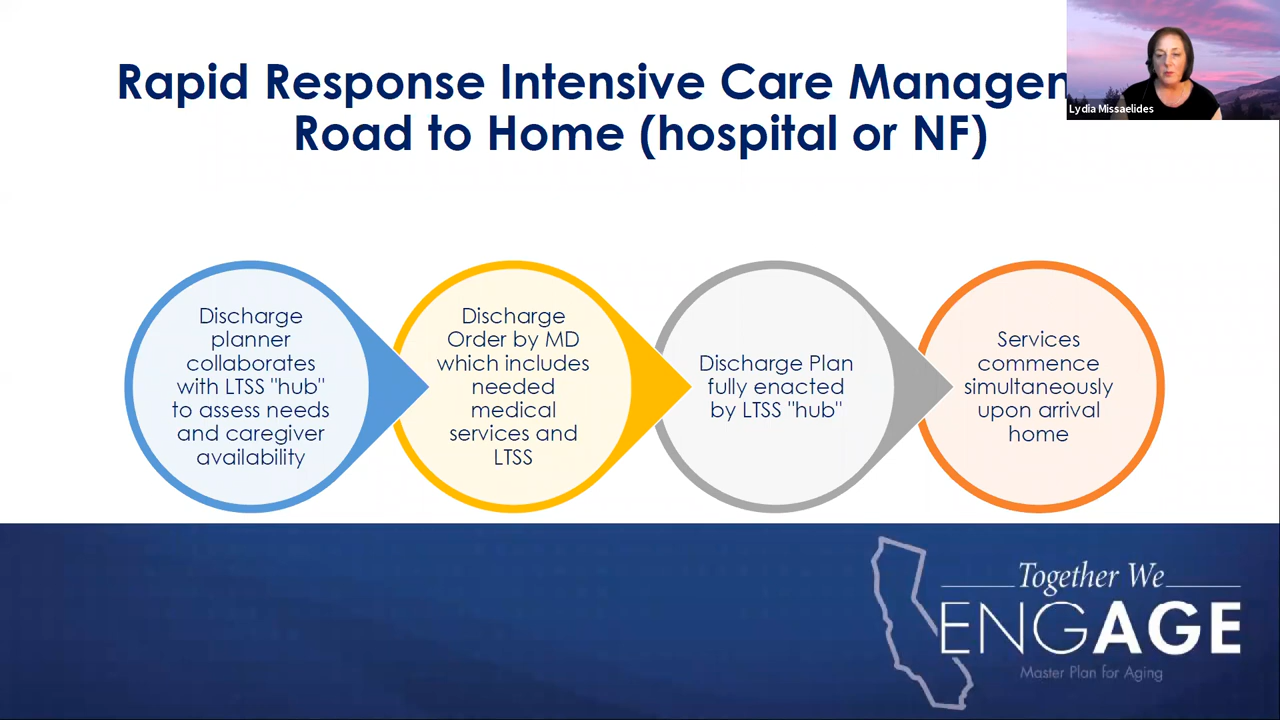 Rapid Response Intensive Care Managem
Road to Home (hospital or NF)
Lydia Missaelides
Discharge
planner
collaborates
with LTSS "hub"
to assess needs
and caregiver
availability
Discharge
Order by MD
which includes
needed
medical
services and
LTSS
Discharge Plan
fully enacted
by LTSS "hub"
Services
commence
simultaneously
upon arrival
home
Together We
ENGAGE
Master Plan for Aging